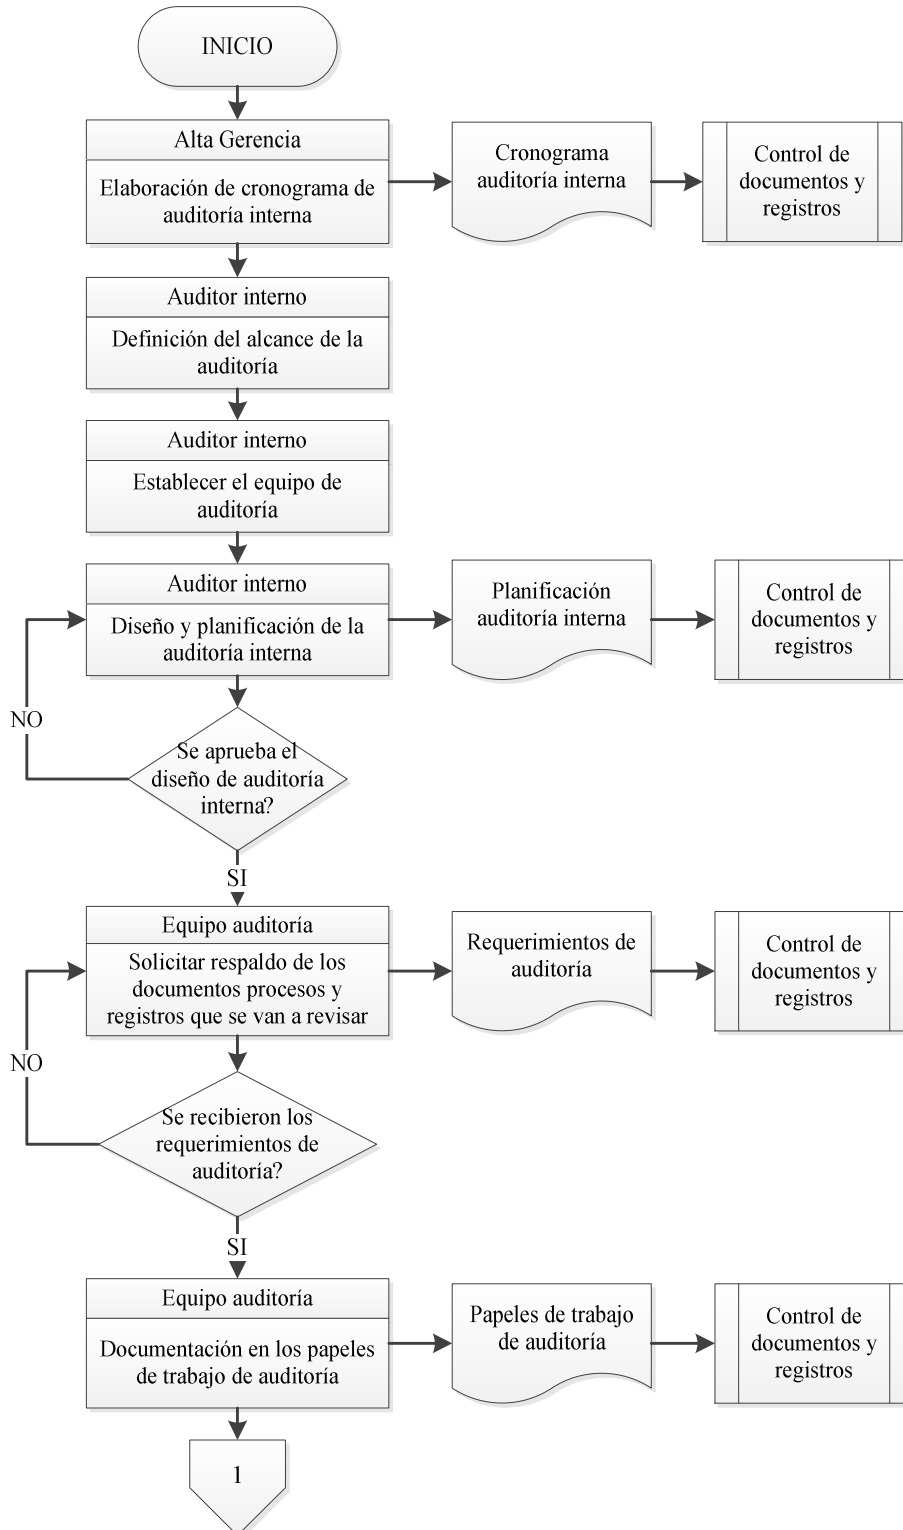 INICIO
Alta Gerencia
Elaboración de cronograma de
auditoría interna
Cronograma
auditoría interna
Control de
documentos y
registros
Auditor interno
Definición del alcance de la
auditoría
Auditor interno
Establecer el equipo de
auditoría
Auditor interno
Diseño y planificación de la
auditoría interna
Planificación
auditoría interna
Control de
documentos y
registros
NO
Se aprueba el
diseño de auditoría
interna?
SI
Equipo auditoría
Solicitar respaldo de los
documentos procesos y
registros que se van a revisar
Requerimientos de
auditoría
Control de
documentos y
registros
NO
Se recibieron los
requerimientos de
auditoría?
SI
Equipo auditoría
Documentación en los papeles
de trabajo de auditoría
Papeles de trabajo
de auditoría
Control de
documentos y
registros
1